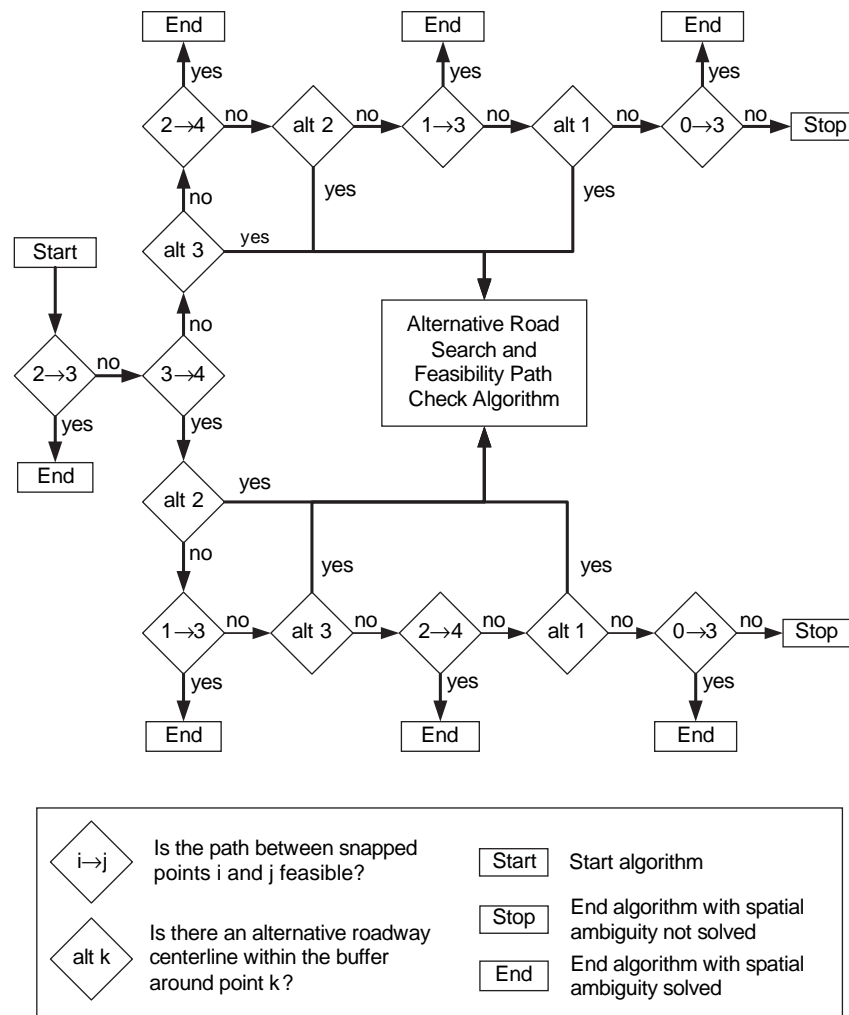 End
End
End
yes
yes
yes
2→4
no
alt 2
no
1→3
no
alt 1
no
0→3
no
Stop
no
yes
yes
Start
alt 3
yes
no
Alternative Road
Search and
Feasibility Path
Check Algorithm
2→3
no
3→4
yes
yes
End
alt 2
yes
no
yes
yes
1→3
no
alt 3
no
2→4
no
alt 1
no
0→3
no
Stop
yes
yes
yes
End
End
End
i→j
Is the path between snapped
points i and j feasible?
alt k
Is there an alternative roadway
centerline within the buffer
around point k?
Start
Start algorithm
Stop
End algorithm with spatial
ambiguity not solved
End
End algorithm with spatial
ambiguity solved